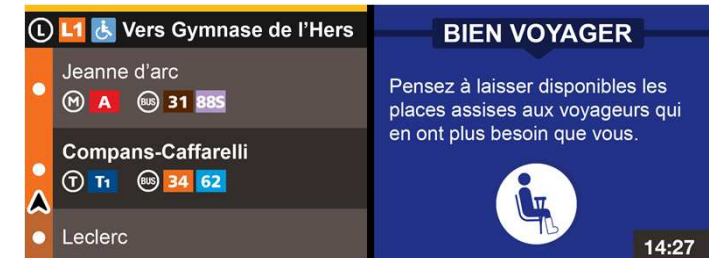 L L1 Vers Gymnase de l'Hers
Jeanne d'arc
M A BUS 31 88S
Compans-Caffarelli
T T1 BUS 34 62
Leclerc
BIEN VOYAGER
Pensez à laisser disponibles les
places assises aux voyageurs qui
en ont plus besoin que vous.
14:27